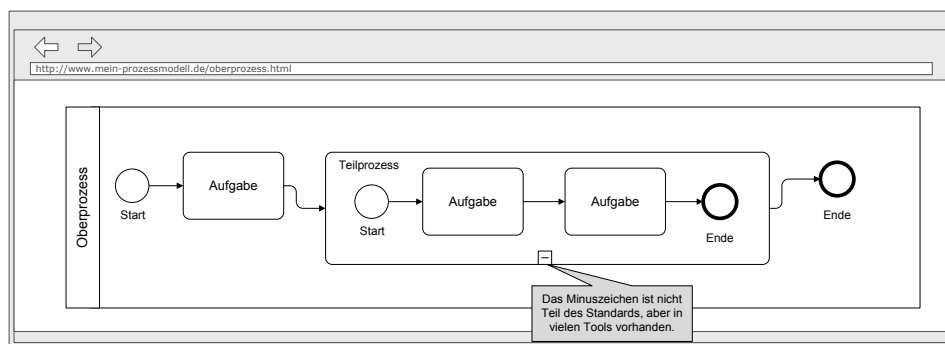 http://www.mein-prozessmodell.de/oberprozess.html
Oberprozess
Start
Aufgabe
Teilprozess
Start
Aufgabe
Aufgabe
Ende
Ende
Das Minuszeichen ist nicht
Teil des Standards, aber in
vielen Tools vorhanden.